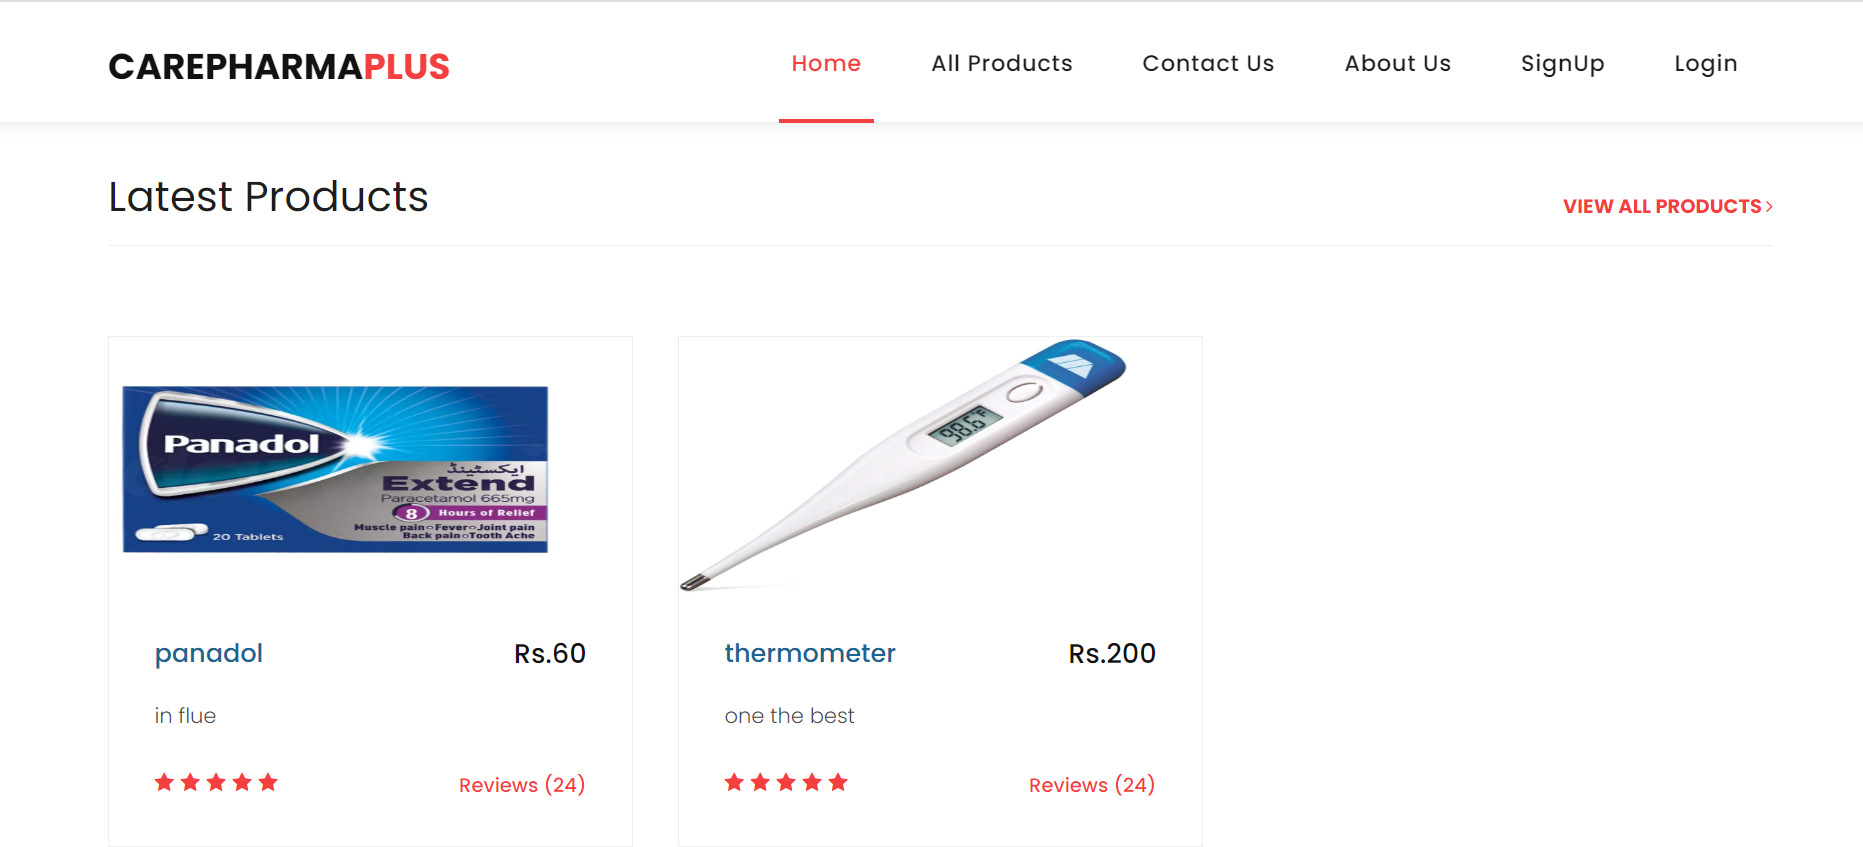 CAREPHARMAPLUS
Home All Products Contact Us About Us SignUp Login
Latest Products
VIEW ALL PRODUCTS >
Panadol
ایکسٹینڈ
Extend
Paracetamol 665mg
8 Hours of Relief
Muscle pain○Fever○Joint pain
Back pain○Tooth Ache
20 Tablets
98.6°F
panadol Rs.60
in flue
Reviews (24)
thermometer Rs.200
one the best
Reviews (24)